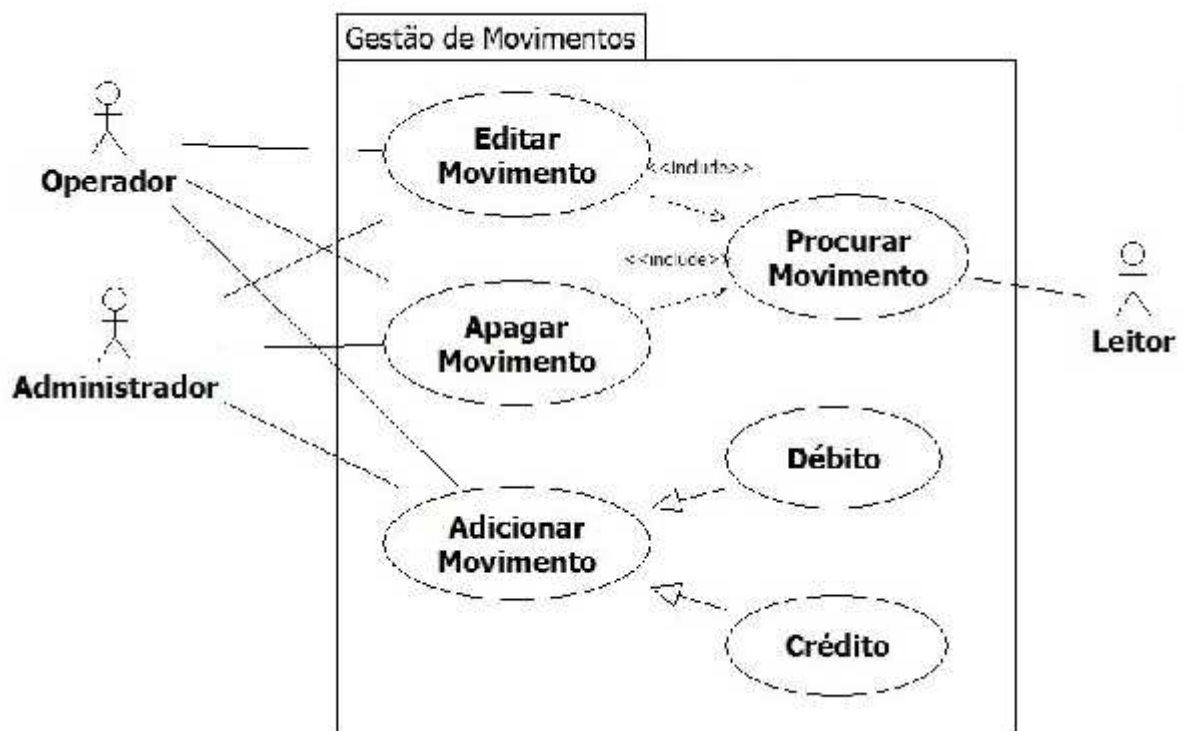 Gestão de Movimentos
Operador
Editar
Movimento
<<include>>
Procurar
Movimento
<<include>>
Leitor
Administrador
Apagar
Movimento
Débito
Adicionar
Movimento
Crédito